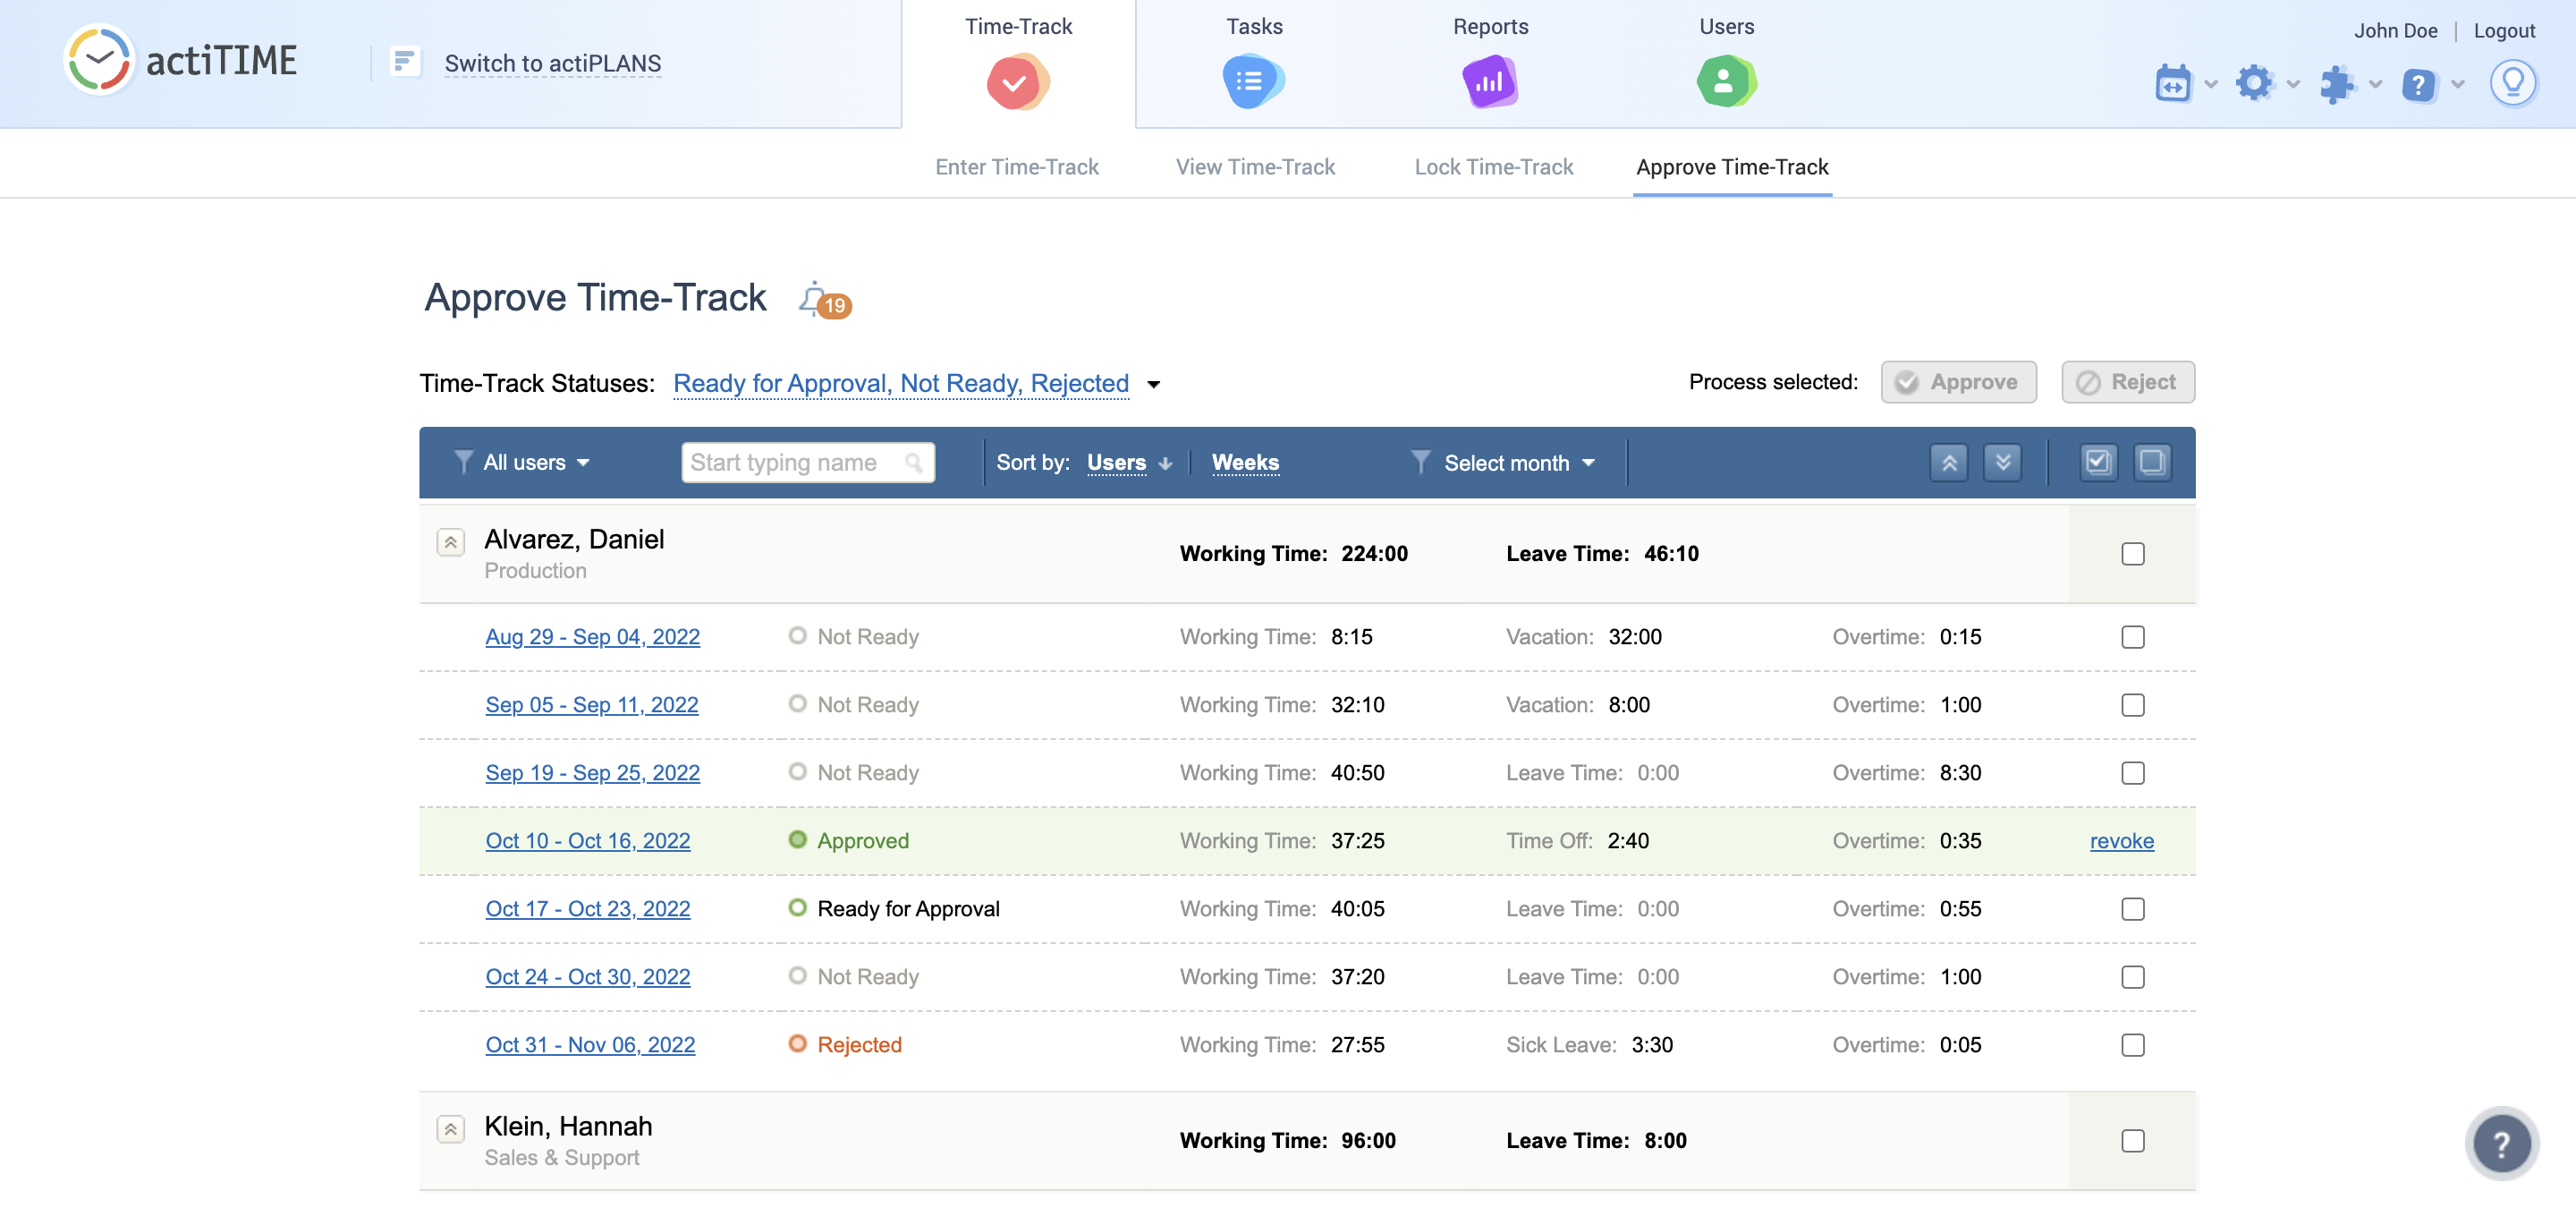 actiTIME
Switch to actiPLANS
Time-Track
Tasks
Reports
Users
John Doe | Logout
Enter Time-Track
View Time-Track
Lock Time-Track
Approve Time-Track
Approve Time-Track 19
Time-Track Statuses: Ready for Approval, Not Ready, Rejected
Process selected: Approve Reject
All users Start typing name Sort by: Users Weeks Select month
Alvarez, Daniel
Production
Working Time: 224:00 Leave Time: 46:10
Aug 29 - Sep 04, 2022 Not Ready Working Time: 8:15 Vacation: 32:00 Overtime: 0:15
Sep 05 - Sep 11, 2022 Not Ready Working Time: 32:10 Vacation: 8:00 Overtime: 1:00
Sep 19 - Sep 25, 2022 Not Ready Working Time: 40:50 Leave Time: 0:00 Overtime: 8:30
Oct 10 - Oct 16, 2022 Approved Working Time: 37:25 Time Off: 2:40 Overtime: 0:35 revoke
Oct 17 - Oct 23, 2022 Ready for Approval Working Time: 40:05 Leave Time: 0:00 Overtime: 0:55
Oct 24 - Oct 30, 2022 Not Ready Working Time: 37:20 Leave Time: 0:00 Overtime: 1:00
Oct 31 - Nov 06, 2022 Rejected Working Time: 27:55 Sick Leave: 3:30 Overtime: 0:05
Klein, Hannah
Sales & Support
Working Time: 96:00 Leave Time: 8:00
?